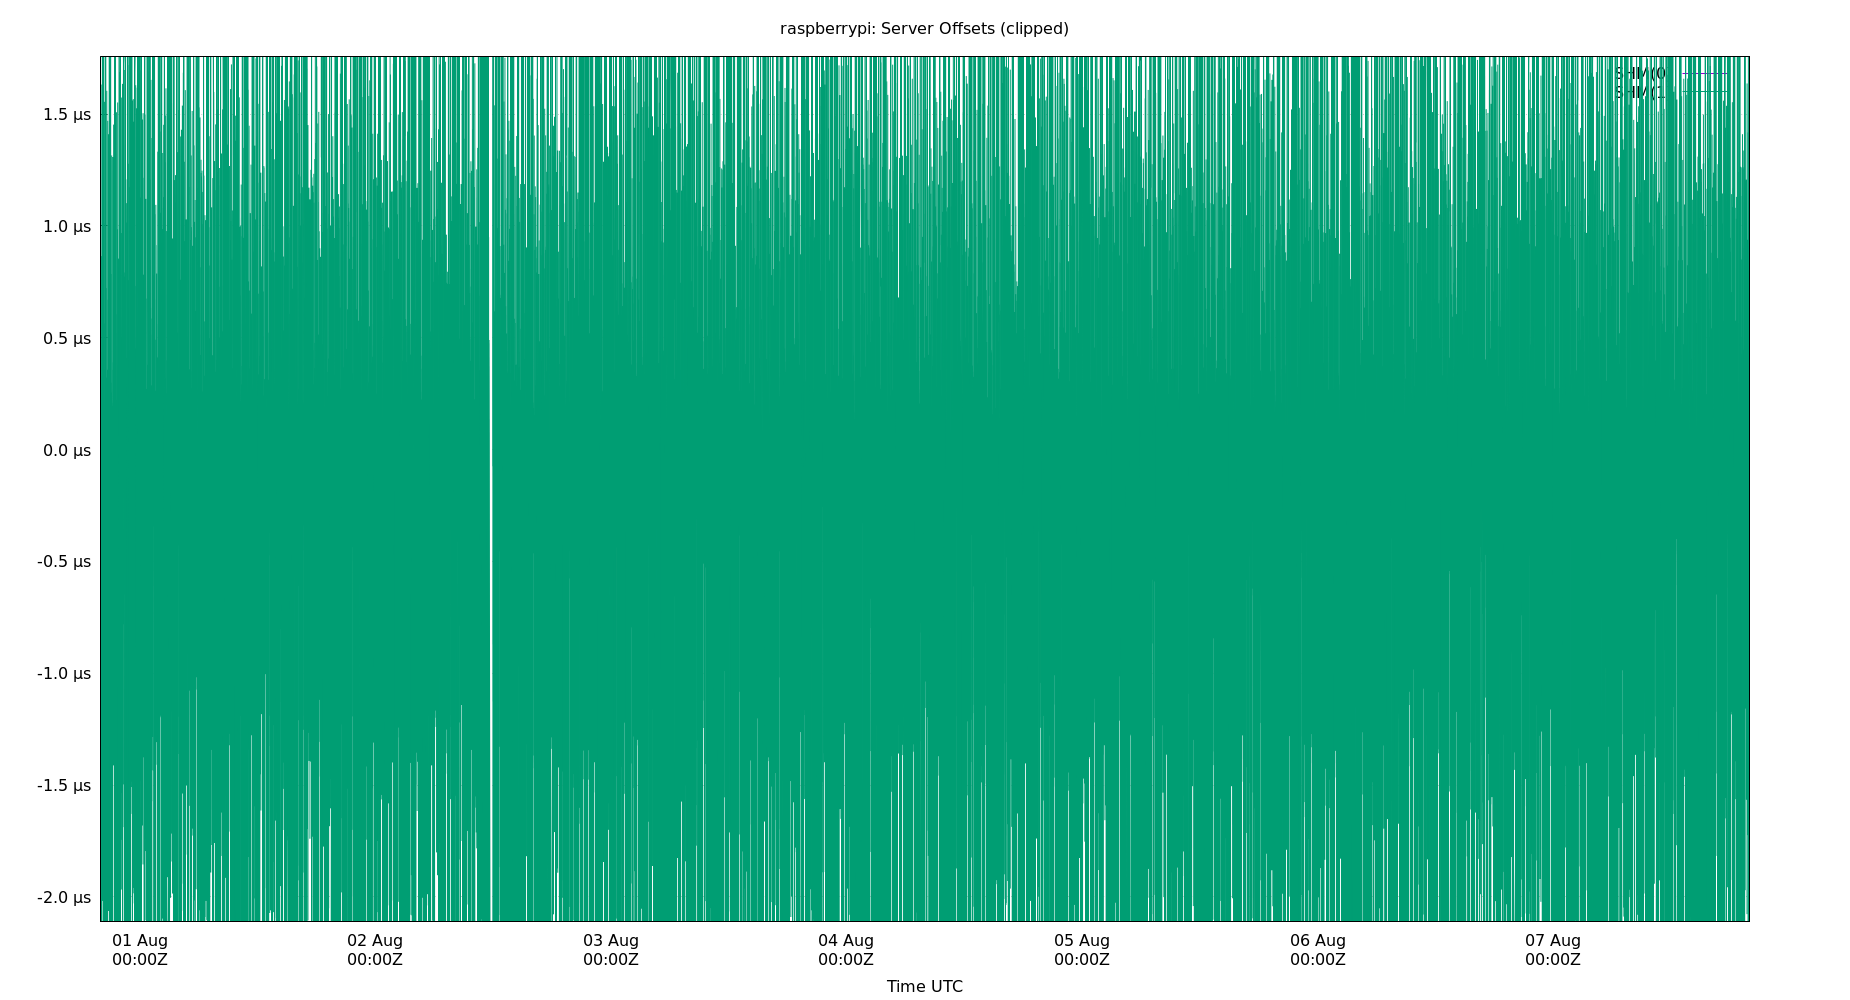 raspberrypi: Server Offsets (clipped)
1.5 µs
1.0 µs
0.5 µs
0.0 µs
-0.5 µs
-1.0 µs
-1.5 µs
-2.0 µs
01 Aug 02 Aug 03 Aug 04 Aug 05 Aug 06 Aug 07 Aug
00:00Z 00:00Z 00:00Z 00:00Z 00:00Z 00:00Z 00:00Z
Time UTC